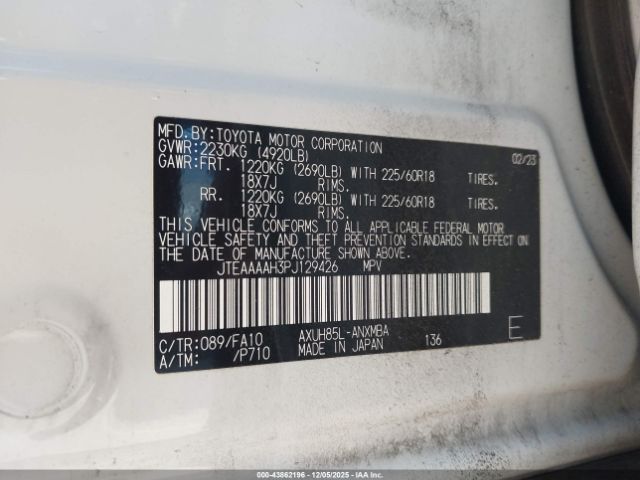 MFD.BY:TOYOTA MOTOR CORPORATION 02/23
GVWR:2230KG (4920LB)
GAWR:FRT. 1220KG (2690LB) WITH 225/60R18 TIRES.
18X7J RIMS.
RR. 1220KG (2690LB) WITH 225/60R18 TIRES.
18X7J RIMS.
THIS VEHICLE CONFORMS TO ALL APPLICABLE FEDERAL MOTOR
VEHICLE SAFETY AND THEFT PREVENTION STANDARDS IN EFFECT ON
THE DATE OF MANUFACTURE SHOWN ABOVE.
JTEAAAAH3PJ129426 MPV
C/TR:089/FA10 AXUH85L-ANXMBA E
A/TM: /P710 MADE IN JAPAN 136
000-43862196 - 12/05/2025 - COPYRIGHT IAA, LLC